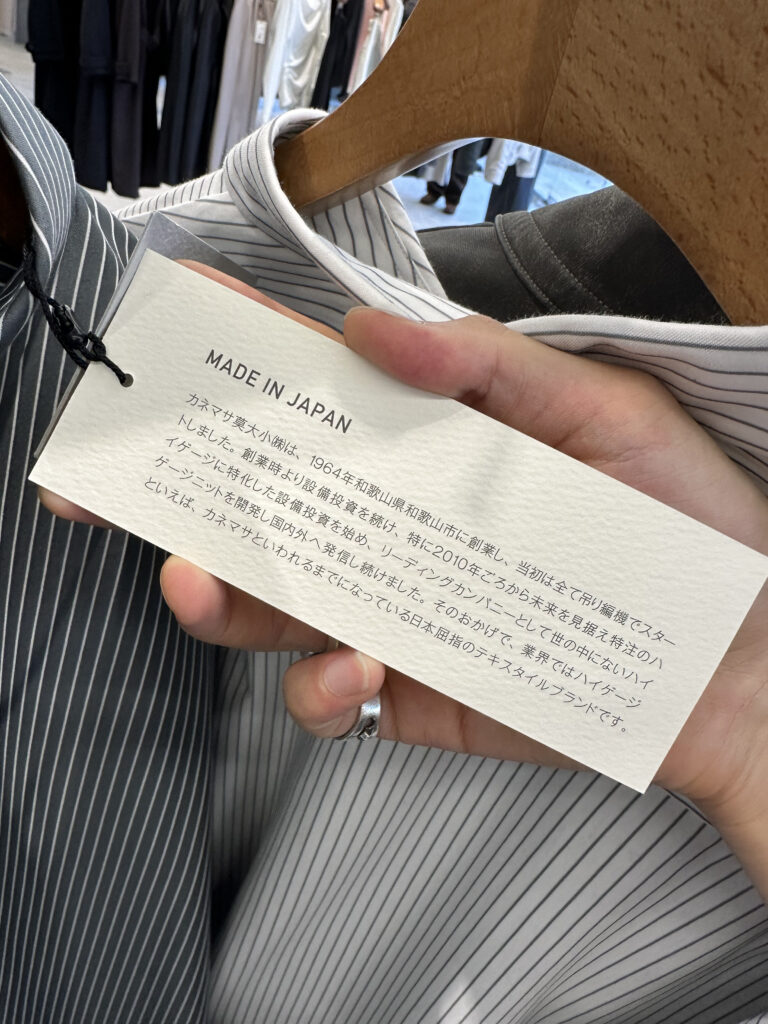 MADE IN JAPAN
カネマサ莫大小㈱は、1964年和歌山県和歌山市に創業し、当初は全て吊り編機でスター
トしました。創業時より設備投資を続け、特に2010年ころから未来を見据え特注のハ
イゲージに特化した設備投資を始め、リーディングカンパニーとして世の中にないハイ
ゲージニットを開発し国内外へ発信し続けました。そのおかげで、業界ではハイゲージ
といえば、カネマサといわれるまでになっている日本屈指のテキスタイルブランドです。